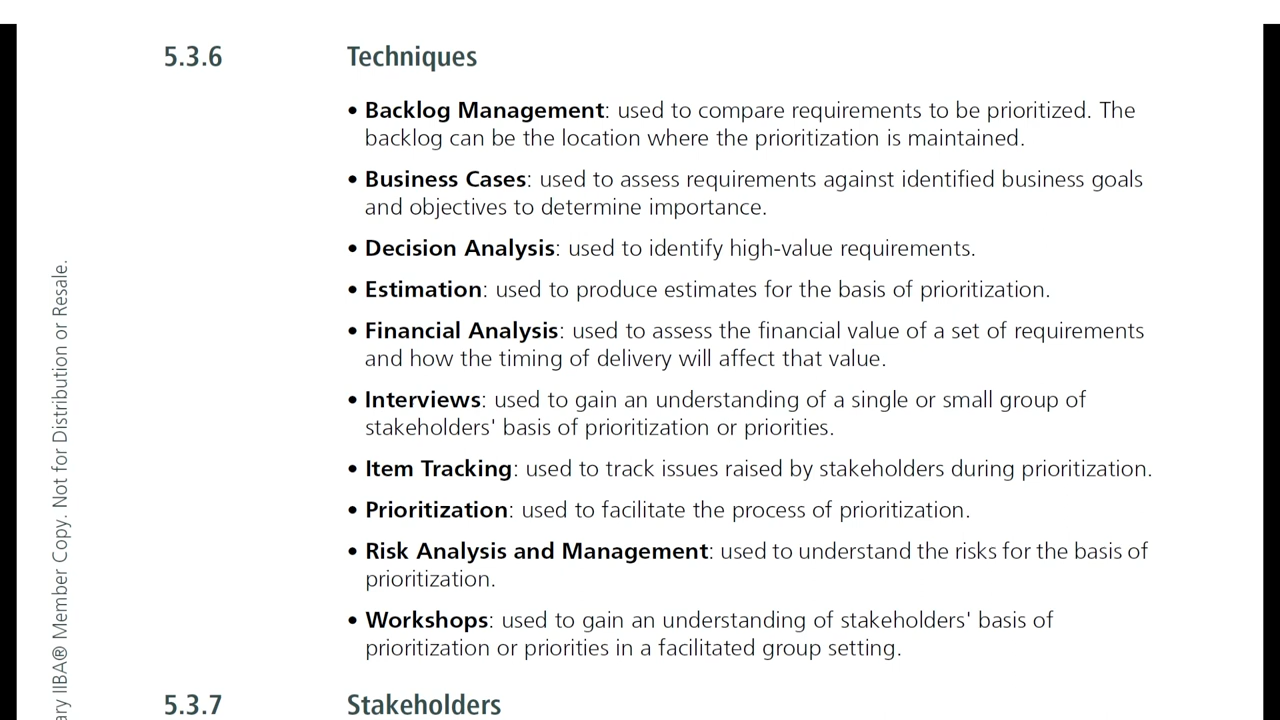 5.3.6 Techniques
• Backlog Management: used to compare requirements to be prioritized. The
backlog can be the location where the prioritization is maintained.
• Business Cases: used to assess requirements against identified business goals
and objectives to determine importance.
• Decision Analysis: used to identify high-value requirements.
• Estimation: used to produce estimates for the basis of prioritization.
• Financial Analysis: used to assess the financial value of a set of requirements
and how the timing of delivery will affect that value.
• Interviews: used to gain an understanding of a single or small group of
stakeholders' basis of prioritization or priorities.
• Item Tracking: used to track issues raised by stakeholders during prioritization.
• Prioritization: used to facilitate the process of prioritization.
• Risk Analysis and Management: used to understand the risks for the basis of
prioritization.
• Workshops: used to gain an understanding of stakeholders' basis of
prioritization or priorities in a facilitated group setting.
5.3.7 Stakeholders
ary IIBA® Member Copy. Not for Distribution or Resale.